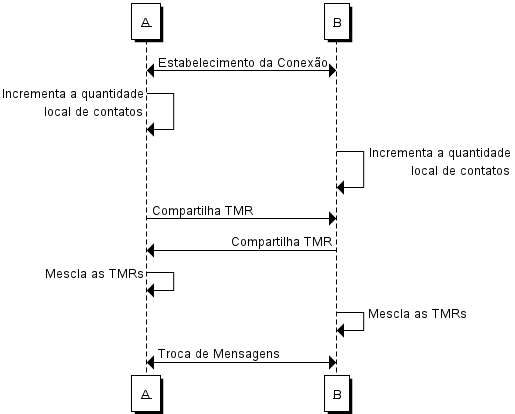 A
B
Estabelecimento da Conexão
Incrementa a quantidade
local de contatos
Incrementa a quantidade
local de contatos
Compartilha TMR
Compartilha TMR
Mescla as TMRs
Mescla as TMRs
Troca de Mensagens
A
B